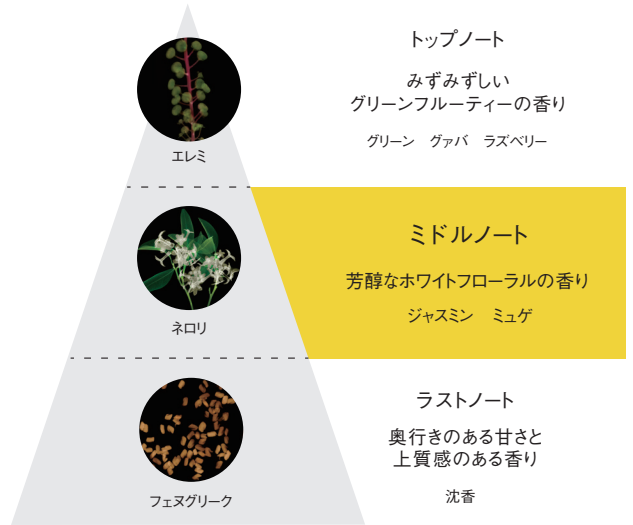 トップノート
みずみずしい
グリーンフルーティーの香り
グリーン　グァバ　ラズベリー
エレミ
ミドルノート
芳醇なホワイトフローラルの香り
ジャスミン　ミュゲ
ネロリ
ラストノート
奥行きのある甘さと
上質感のある香り
沈香
フェヌグリーク